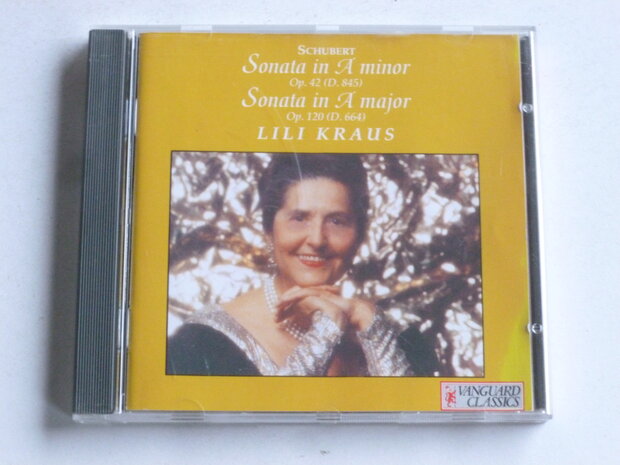 SCHUBERT
Sonata in A minor
Op. 42 (D. 845)
Sonata in A major
Op. 120 (D. 664)
LILI KRAUS
VANGUARD
CLASSICS